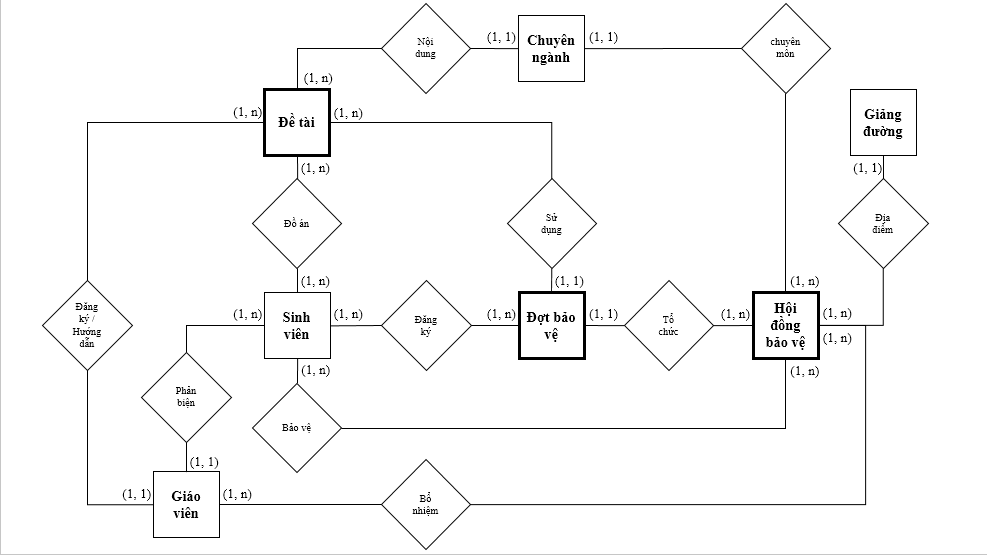 Nội
dung
(1, 1)
Chuyên
ngành
(1, 1)
chuyên
môn
(1, n)
(1, n)
Đề tài
(1, n)
Giảng
đường
(1, n)
(1, 1)
Đồ án
Sử
dụng
Địa
điểm
(1, n)
(1, 1)
(1, n)
Đăng
ký /
Hướng
dẫn
(1, n)
Sinh
viên
(1, n)
Đăng
ký
(1, n)
Đợt bảo
vệ
(1, 1)
Tổ
chức
(1, n)
Hội
đồng
bảo vệ
(1, n)
(1, n)
(1, n)
(1, n)
Phản
biện
Bảo vệ
(1, 1)
(1, 1)
Giáo
viên
(1, n)
Bổ
nhiệm